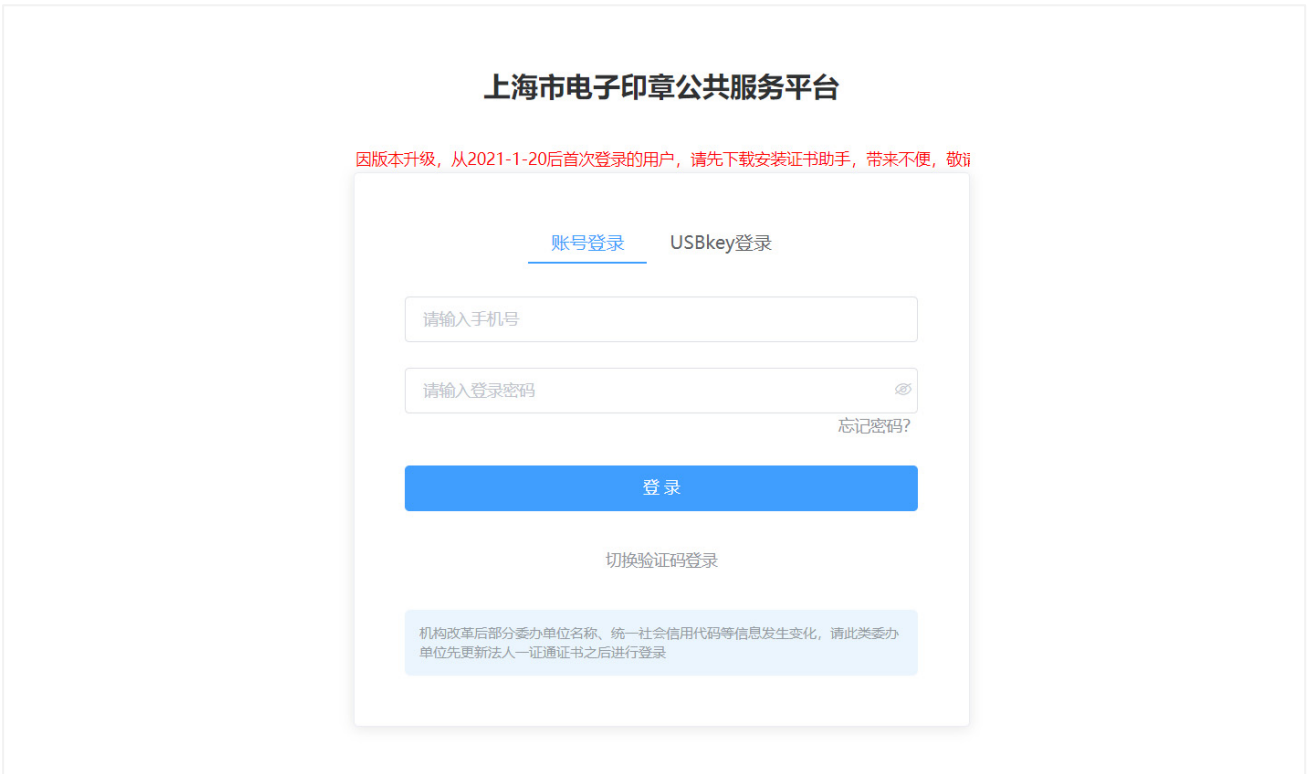 上海市电子印章公共服务平台
因版本升级，从2021-1-20后首次登录的用户，请先下载安装证书助手，带来不便，敬
账号登录 USBkey登录
请输入手机号
请输入登录密码
忘记密码?
登 录
切换验证码登录
机构改革后部分委办单位名称、统一社会信用代码等信息发生变化，请此类委办
单位先更新法人一证通证书之后进行登录